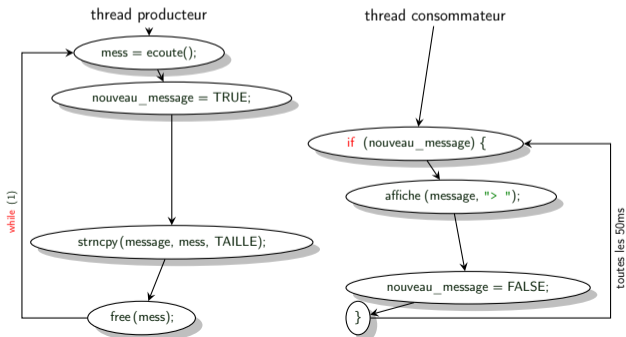 thread producteur
mess = ecoute();
nouveau_message = TRUE;
strncpy(message, mess, TAILLE);
free(mess);
while (1)
thread consommateur
if (nouveau_message) {
affiche(message, "> ");
nouveau_message = FALSE;
}
toutes les 50ms